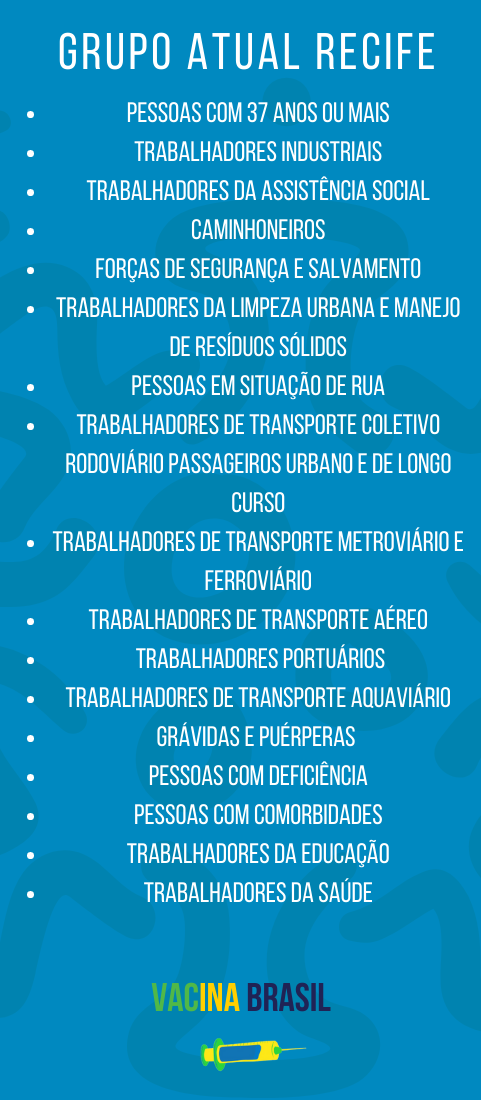 GRUPO ATUAL RECIFE
• PESSOAS COM 37 ANOS OU MAIS
• TRABALHADORES INDUSTRIAIS
• TRABALHADORES DA ASSISTÊNCIA SOCIAL
• CAMINHONEIROS
• FORÇAS DE SEGURANÇA E SALVAMENTO
• TRABALHADORES DA LIMPEZA URBANA E MANEJO
DE RESÍDUOS SÓLIDOS
• PESSOAS EM SITUAÇÃO DE RUA
• TRABALHADORES DE TRANSPORTE COLETIVO
RODOVIÁRIO PASSAGEIROS URBANO E DE LONGO
CURSO
• TRABALHADORES DE TRANSPORTE METROVIÁRIO E
FERROVIÁRIO
• TRABALHADORES DE TRANSPORTE AÉREO
• TRABALHADORES PORTUÁRIOS
• TRABALHADORES DE TRANSPORTE AQUAVIÁRIO
• GRÁVIDAS E PUÉRPERAS
• PESSOAS COM DEFICIÊNCIA
• PESSOAS COM COMORBIDADES
• TRABALHADORES DA EDUCAÇÃO
• TRABALHADORES DA SAÚDE
VACINA BRASIL